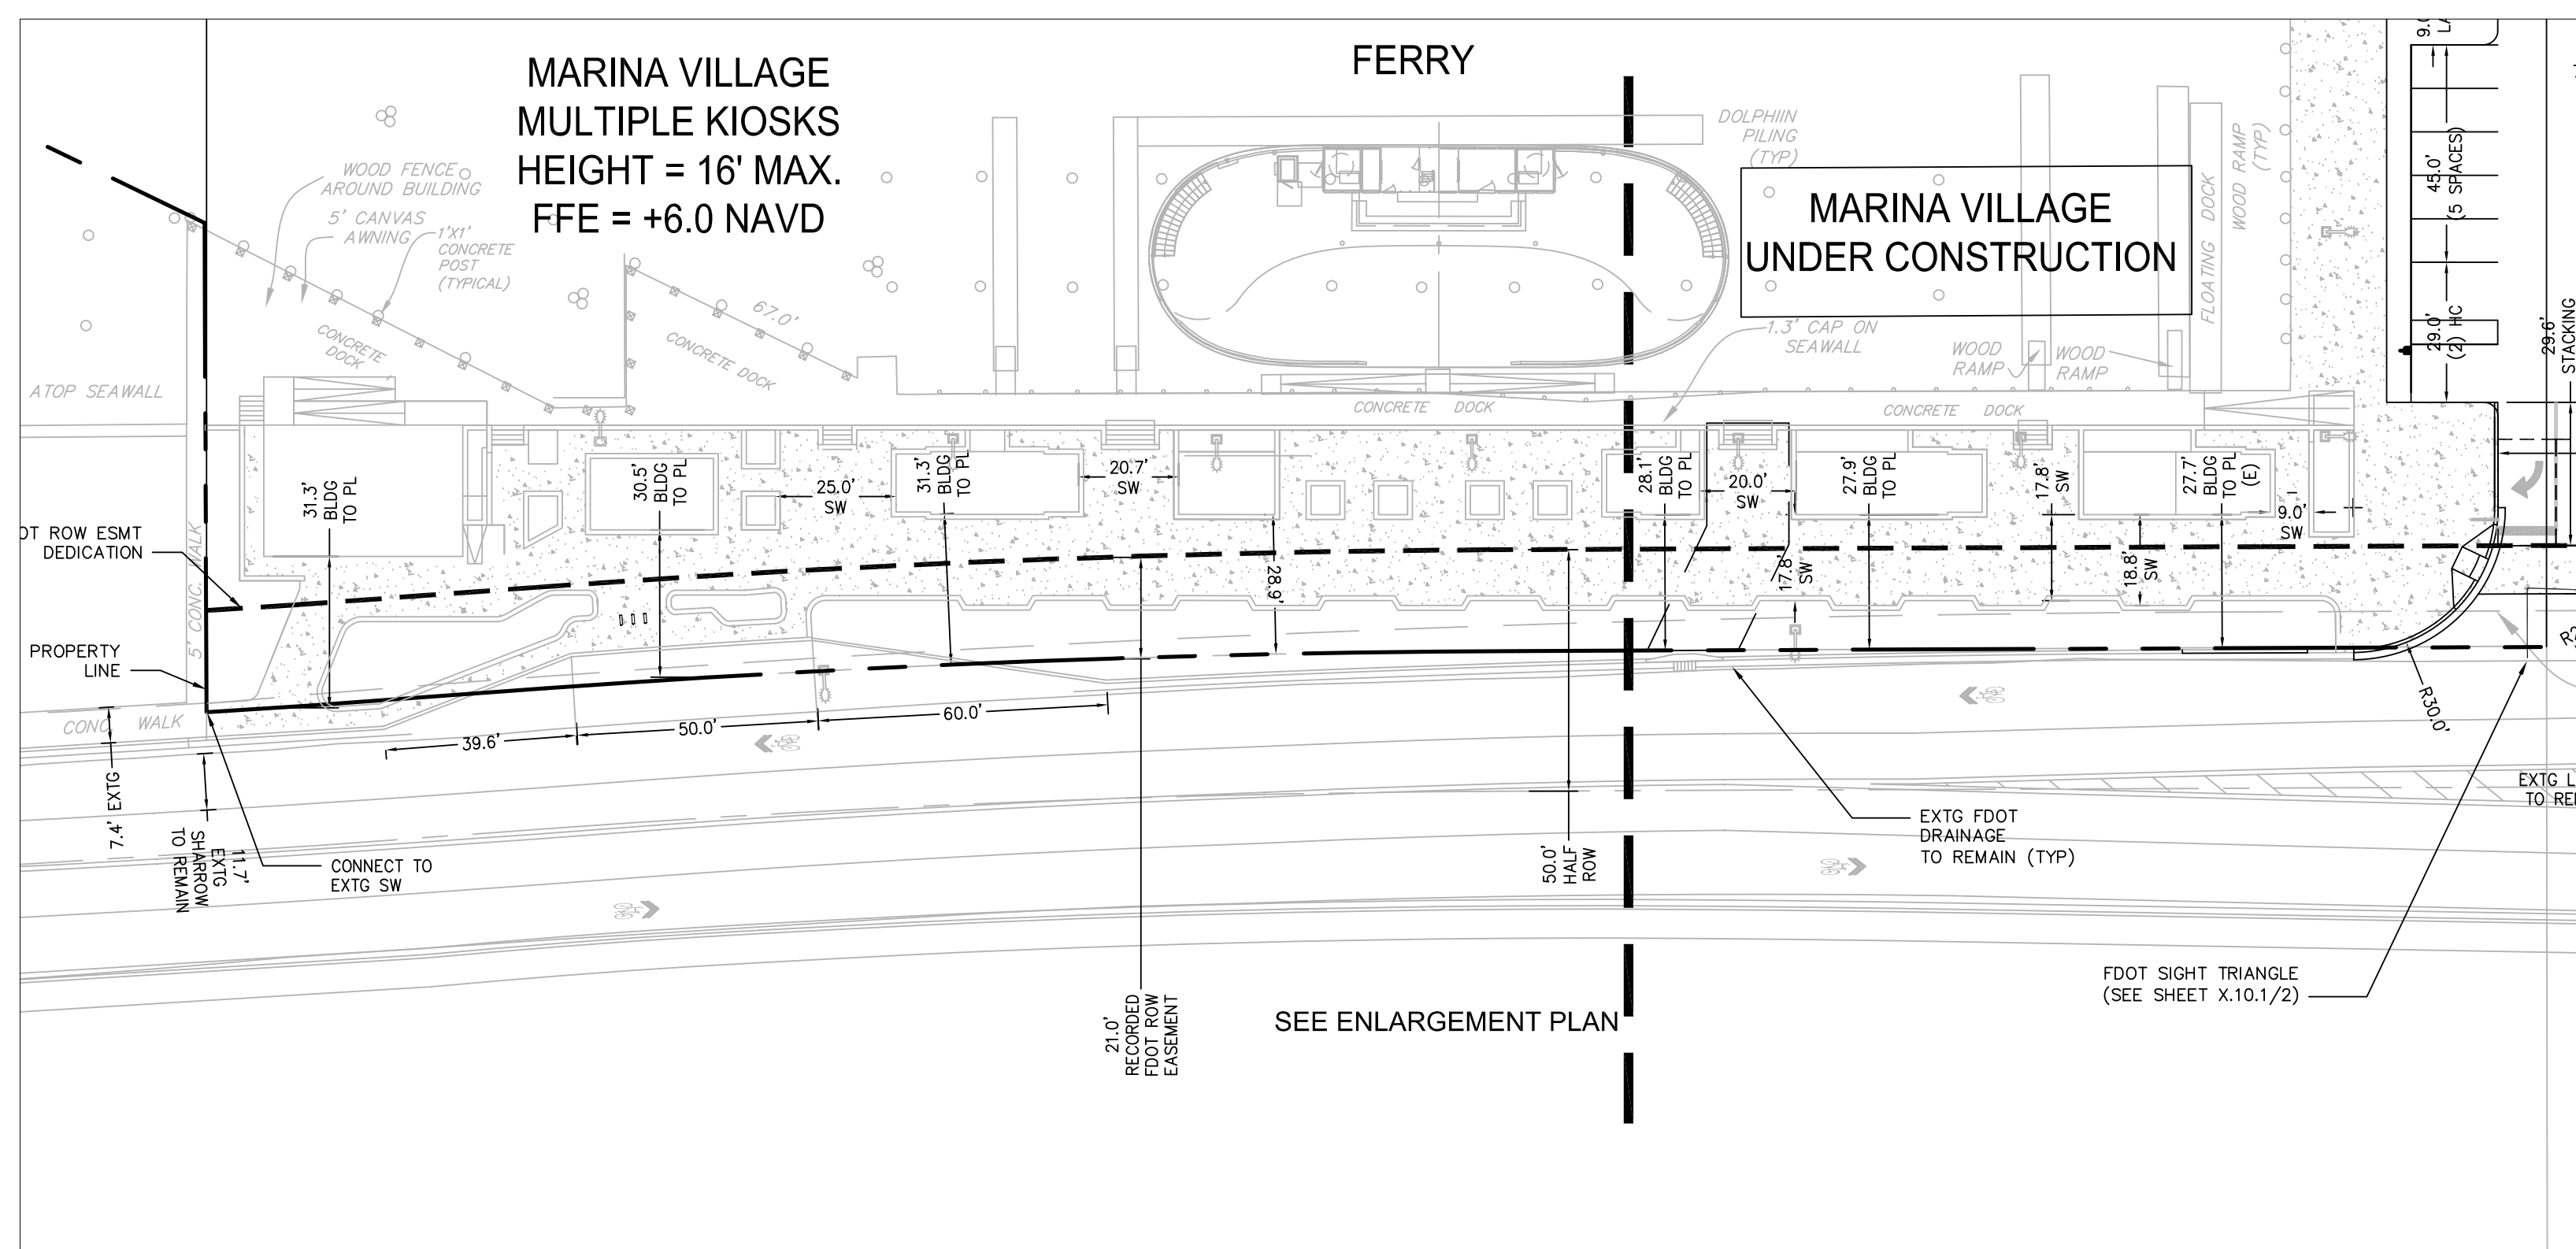 MARINA VILLAGE
MULTIPLE KIOSKS
HEIGHT = 16' MAX.
FFE = +6.0 NAVD
FERRY
DOLPHIIN
PILING
(TYP)
MARINA VILLAGE
UNDER CONSTRUCTION
WOOD FENCE
AROUND BUILDING
5' CANVAS
AWNING
1'X1'
CONCRETE
POST
(TYPICAL)
CONCRETE
DOCK
67.0'
CONCRETE DOCK
ATOP SEAWALL
1.3' CAP ON
SEAWALL
WOOD
RAMP
WOOD
RAMP
FLOATING DOCK
WOOD RAMP
(TYP)
45.0'
(5 SPACES)
29.0'
(2) HC
29.6'
STACKING
CONCRETE DOCK
CONCRETE DOCK
31.3'
BLDG
TO PL
30.5'
BLDG
TO PL
25.0'
SW
31.3'
BLDG
TO PL
20.7'
SW
28.9'
28.1'
BLDG
TO PL
20.0'
SW
17.8'
SW
27.9'
BLDG
TO PL
17.8'
SW
18.8'
SW
27.7'
BLDG
TO PL
(E)
9.0'
SW
OT ROW ESMT
DEDICATION
5' CONC WALK
PROPERTY
LINE
CONC WALK
7.4' EXTG
11.7'
EXTG
SHARROW
TO REMAIN
CONNECT TO
EXTG SW
39.6'
50.0'
60.0'
21.0'
RECORDED
FDOT ROW
EASEMENT
50.0'
HALF
ROW
EXTG FDOT
DRAINAGE
TO REMAIN (TYP)
R30.0'
EXTG L
TO RE
FDOT SIGHT TRIANGLE
(SEE SHEET X.10.1/2)
SEE ENLARGEMENT PLAN